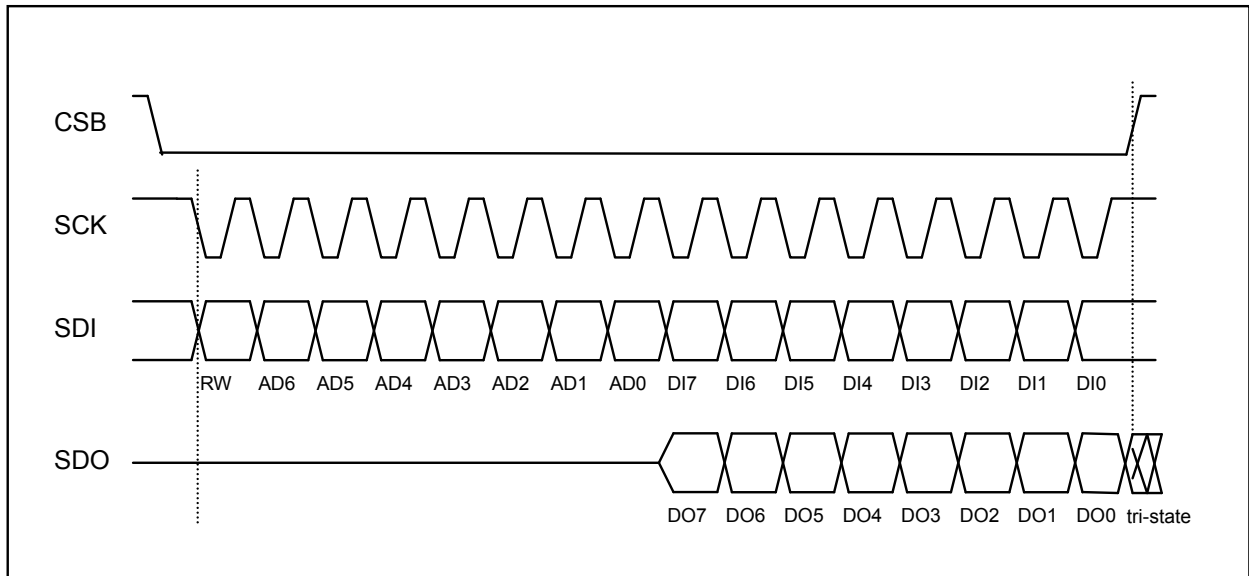 CSB
SCK
SDI
RW AD6 AD5 AD4 AD3 AD2 AD1 AD0 DI7 DI6 DI5 DI4 DI3 DI2 DI1 DI0
SDO
DO7 DO6 DO5 DO4 DO3 DO2 DO1 DO0 tri-state